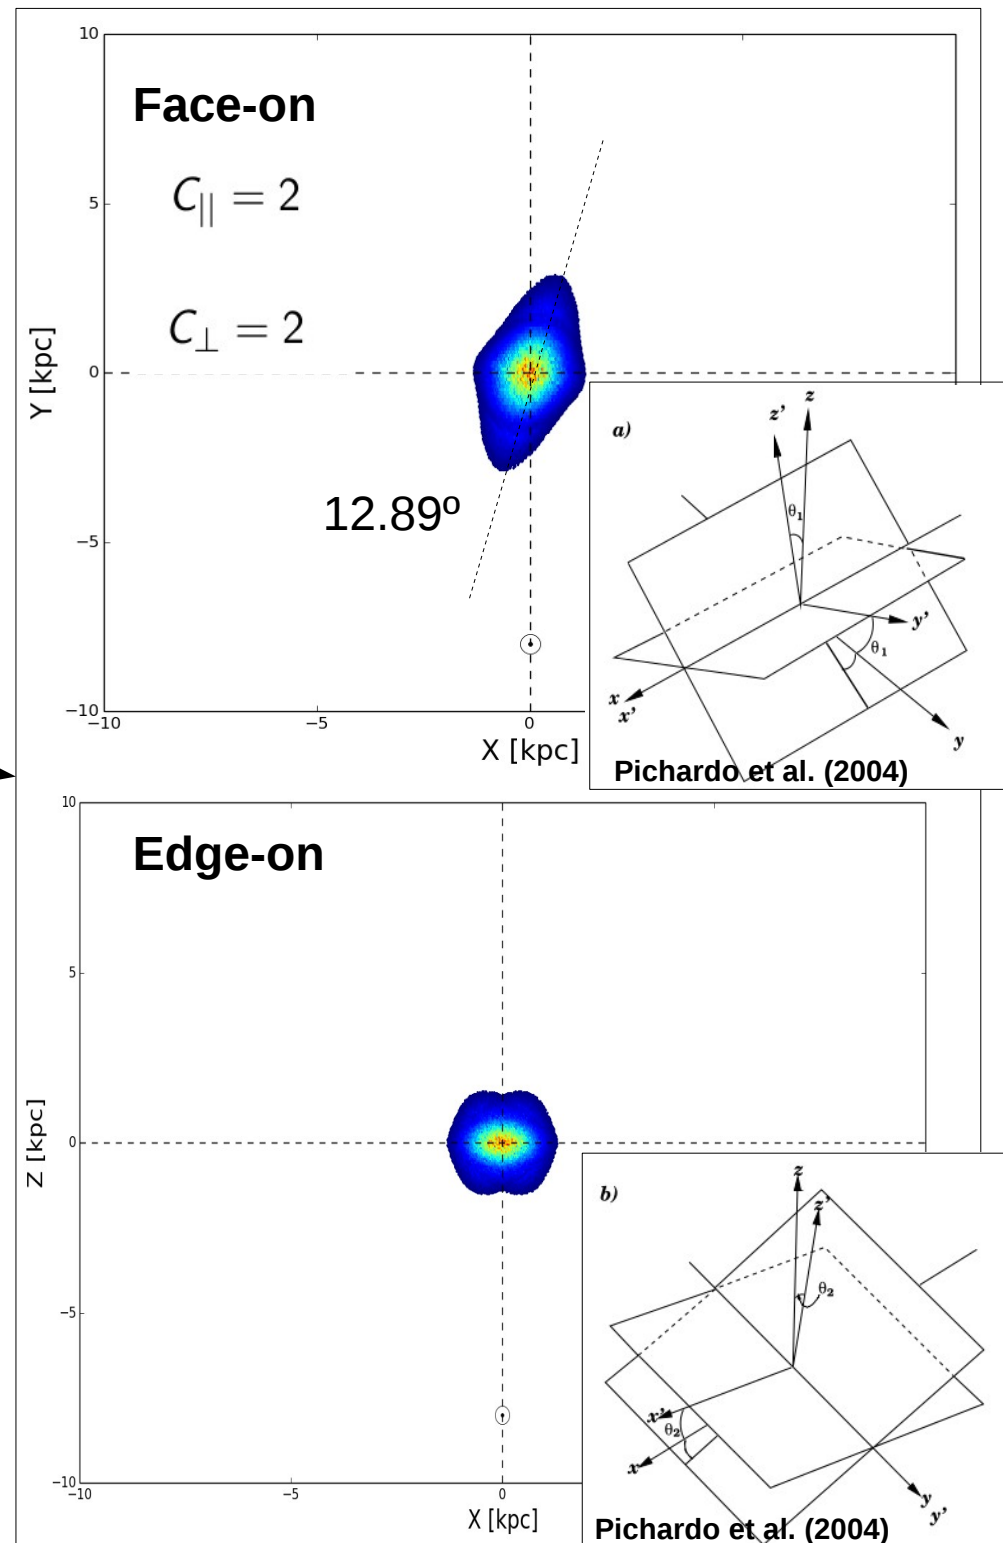 10
Face-on
C|| = 2
5
C⊥ = 2
Y [kpc]
0
12.89º
−5
−10
−10
−5
0
X [kpc]
a)
z'
z
θ1
y'
θ1
x
x'
y
Pichardo et al. (2004)
10
Edge-on
5
Z [kpc]
0
−5
−10
−10
−5
0
X [kpc]
b)
z
z'
θ2
x'
θ2
x
y
y'
Pichardo et al. (2004)